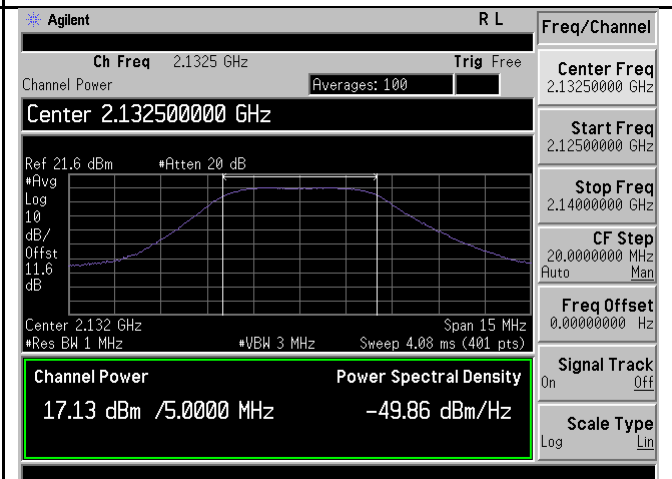 Agilent R L
Ch Freq 2.1325 GHz Trig Free
Channel Power Averages: 100
Center 2.132500000 GHz
Ref 21.6 dBm #Atten 20 dB
#Avg
Log
10
dB/
Offst
11.6
dB
Center 2.132 GHz Span 15 MHz
#Res BW 1 MHz #VBW 3 MHz Sweep 4.08 ms (401 pts)
Channel Power Power Spectral Density
17.13 dBm /5.0000 MHz -49.86 dBm/Hz
Freq/Channel
Center Freq
2.13250000 GHz
Start Freq
2.12500000 GHz
Stop Freq
2.14000000 GHz
CF Step
20.0000000 MHz
Auto Man
Freq Offset
0.00000000 Hz
Signal Track
On Off
Scale Type
Log Lin